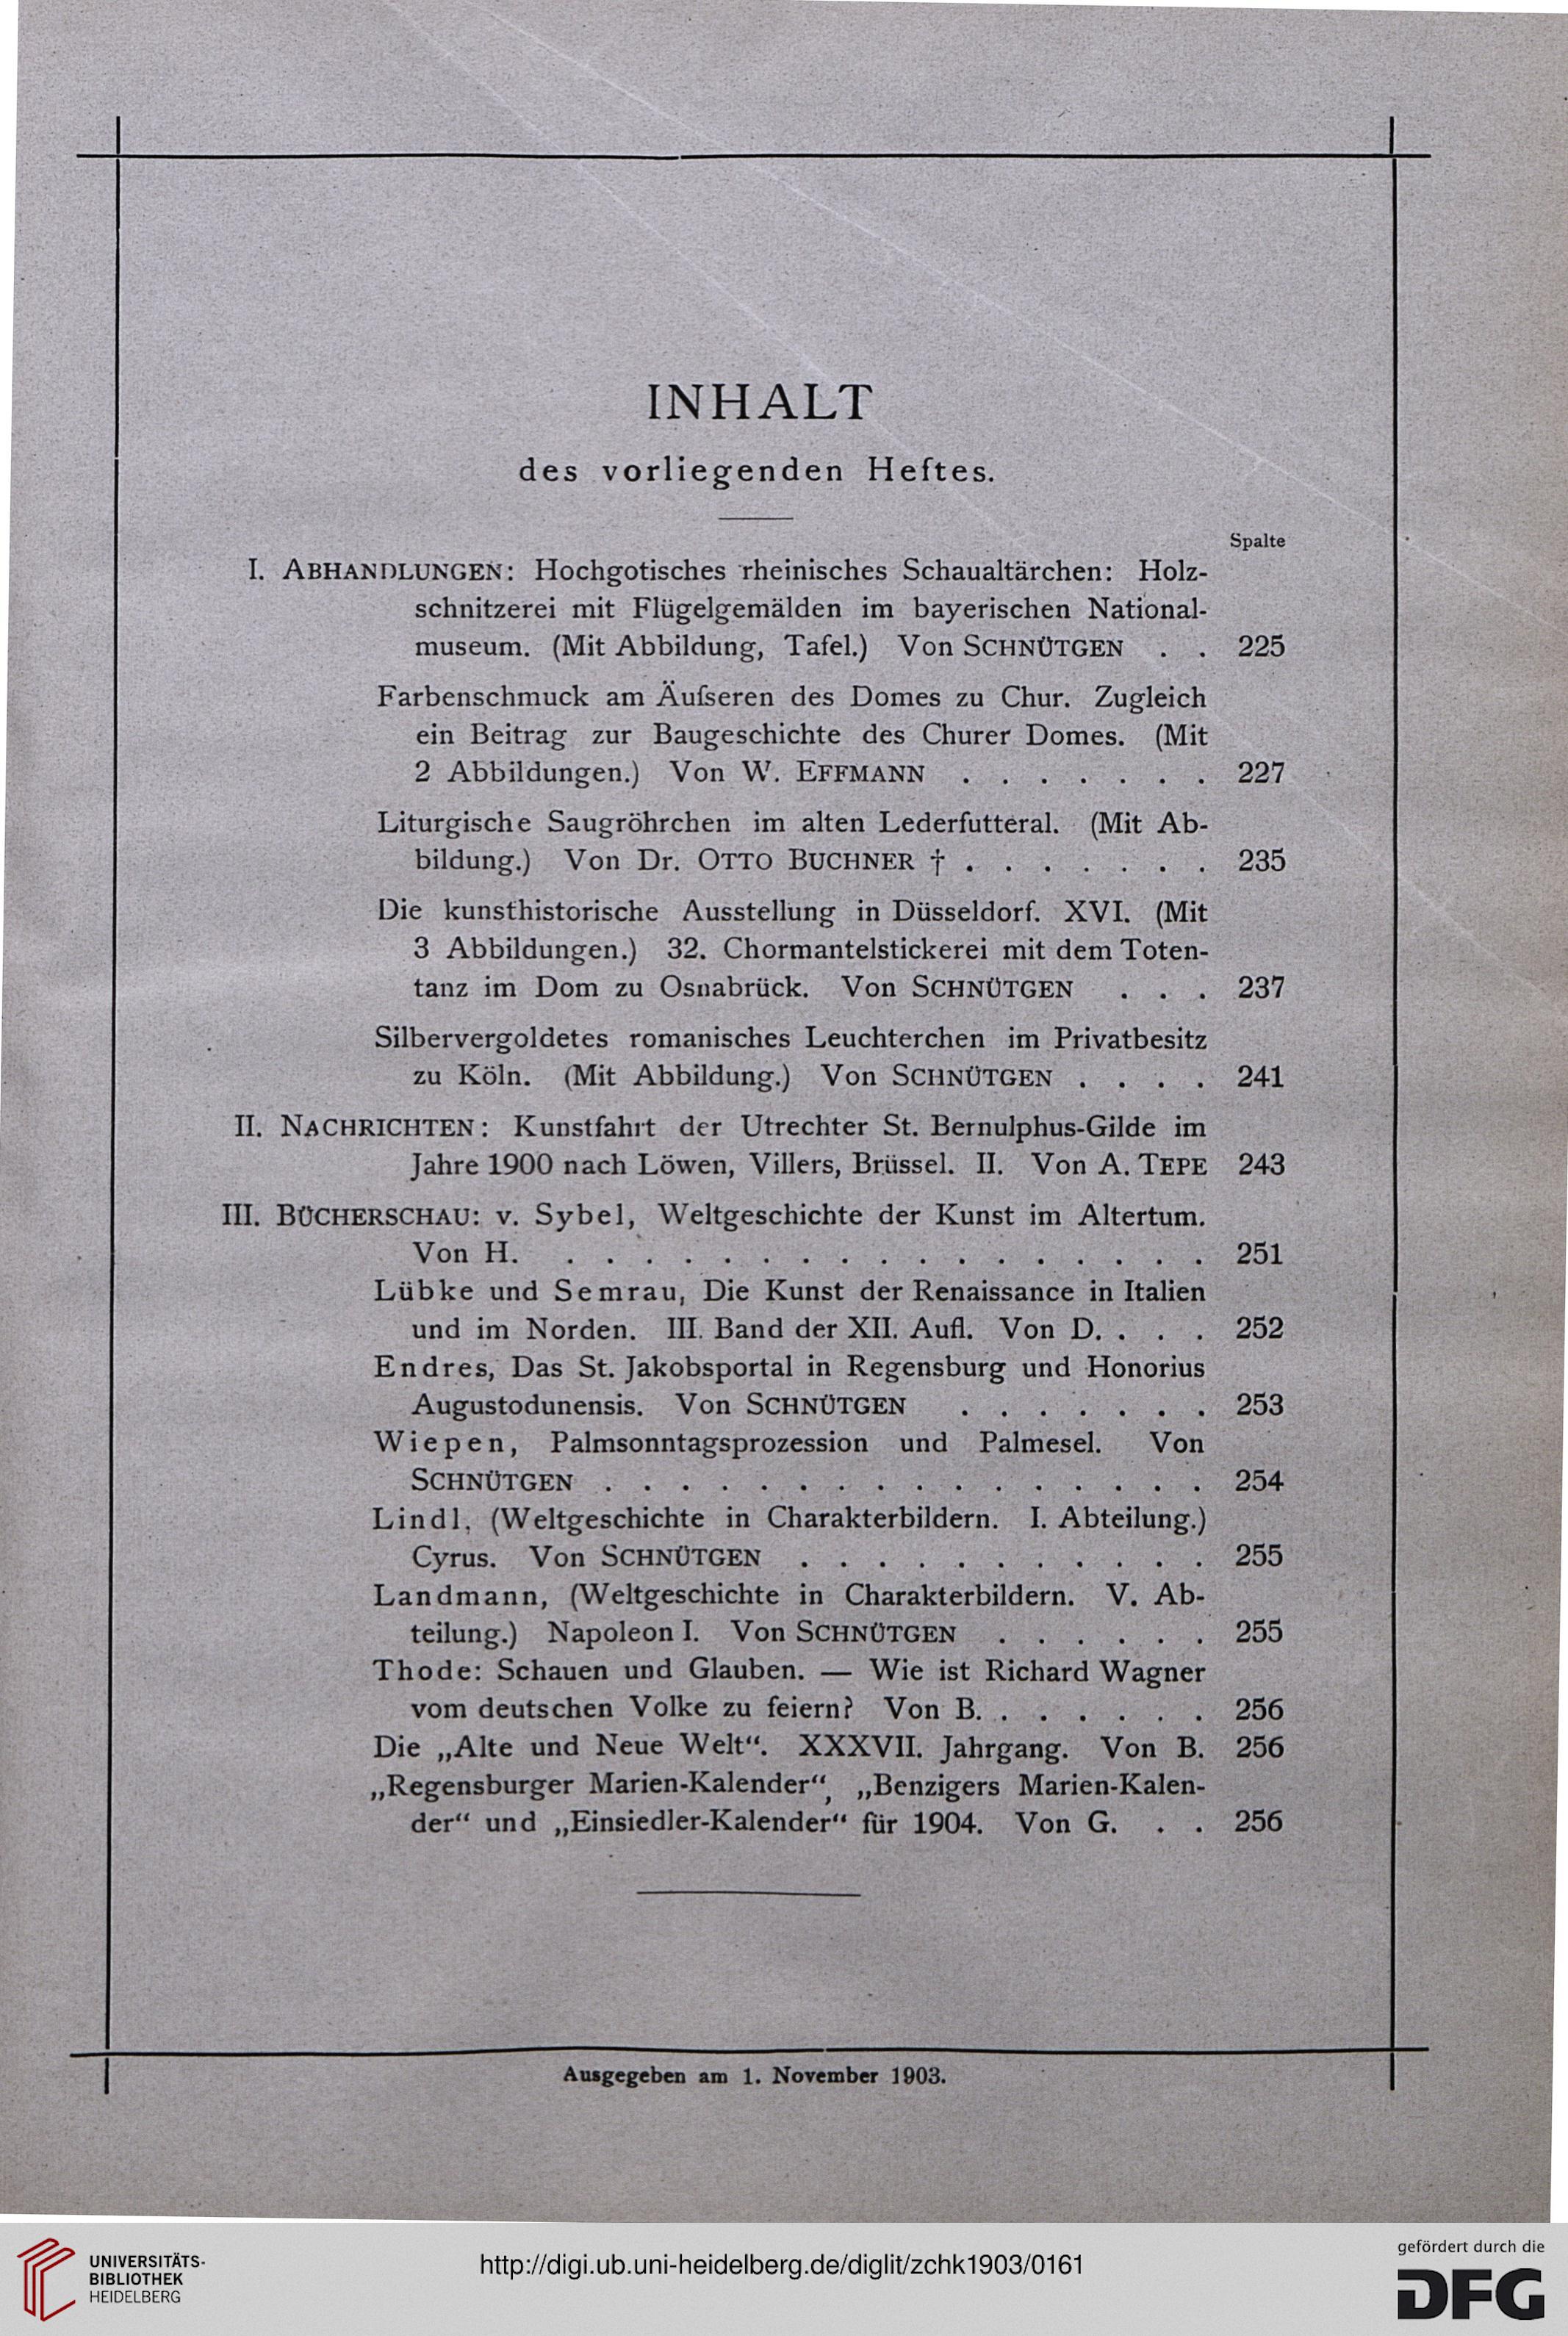 INHALT
des vorliegenden Heftes.
Spalte
I. ABHANDLUNGEN: Hochgotisches rheinisches Schaualtärchen: Holz-
schnitzerei mit Flügelgemälden im bayerischen National-
museum. (Mit Abbildung, Tafel.) Von SCHNÜTGEN . . 225
Farbenschmuck am Äufseren des Domes zu Chur. Zugleich
ein Beitrag zur Baugeschichte des Churer Domes. (Mit
2 Abbildungen.) Von W. EFFMANN . . . . . . . 227
Liturgische Saugröhrchen im alten Lederfutteral. (Mit Ab-
bildung.) Von Dr. OTTO BUCHNER † . . . . . . . 235
Die kunsthistorische Ausstellung in Düsseldorf. XVI. (Mit
3 Abbildungen.) 32. Chormantelstickerei mit dem Toten-
tanz im Dom zu Osnabrück. Von SCHNÜTGEN . . . 237
Silbervergoldetes romanisches Leuchterchen im Privatbesitz
zu Köln. (Mit Abbildung.) Von SCHNÜTGEN . . . . 241
II. NACHRICHTEN: Kunstfahrt der Utrechter St. Bernulphus-Gilde im
Jahre 1900 nach Löwen, Villers, Brüssel. II. Von A. TEPE 243
III. BÜCHERSCHAU: v. Sybel, Weltgeschichte der Kunst im Altertum.
Von H. . . . . . . . . . . . . . . . . . 251
Lübke und Semrau, Die Kunst der Renaissance in Italien
und im Norden. III. Band der XII. Aufl. Von D. . . . 252
Endres, Das St. Jakobsportal in Regensburg und Honorius
Augustodunensis. Von SCHNÜTGEN . . . . . . . 253
Wiepen, Palmsonntagsprozession und Palmesel. Von
SCHNÜTGEN . . . . . . . . . . . . . . . . 254
Lindl, (Weltgeschichte in Charakterbildern. I. Abteilung.)
Cyrus. Von SCHNÜTGEN . . . . . . . . . . . 255
Landmann, (Weltgeschichte in Charakterbildern. V. Ab-
teilung.) Napoleon I. Von SCHNÜTGEN . . . . . . 255
Thode: Schauen und Glauben. — Wie ist Richard Wagner
vom deutschen Volke zu feiern? Von B. . . . . . . 256
Die „Alte und Neue Welt“. XXXVII. Jahrgang. Von B. 256
„Regensburger Marien-Kalender“, „Benzigers Marien-Kalen-
der“ und „Einsiedler-Kalender“ für 1904. Von G. . . 256
Ausgegeben am 1. November 1903.
UNIVERSITÄTS-
BIBLIOTHEK
HEIDELBERG
http://digi.ub.uni-heidelberg.de/diglit/zchk1903/0161
gefördert durch die
DFG